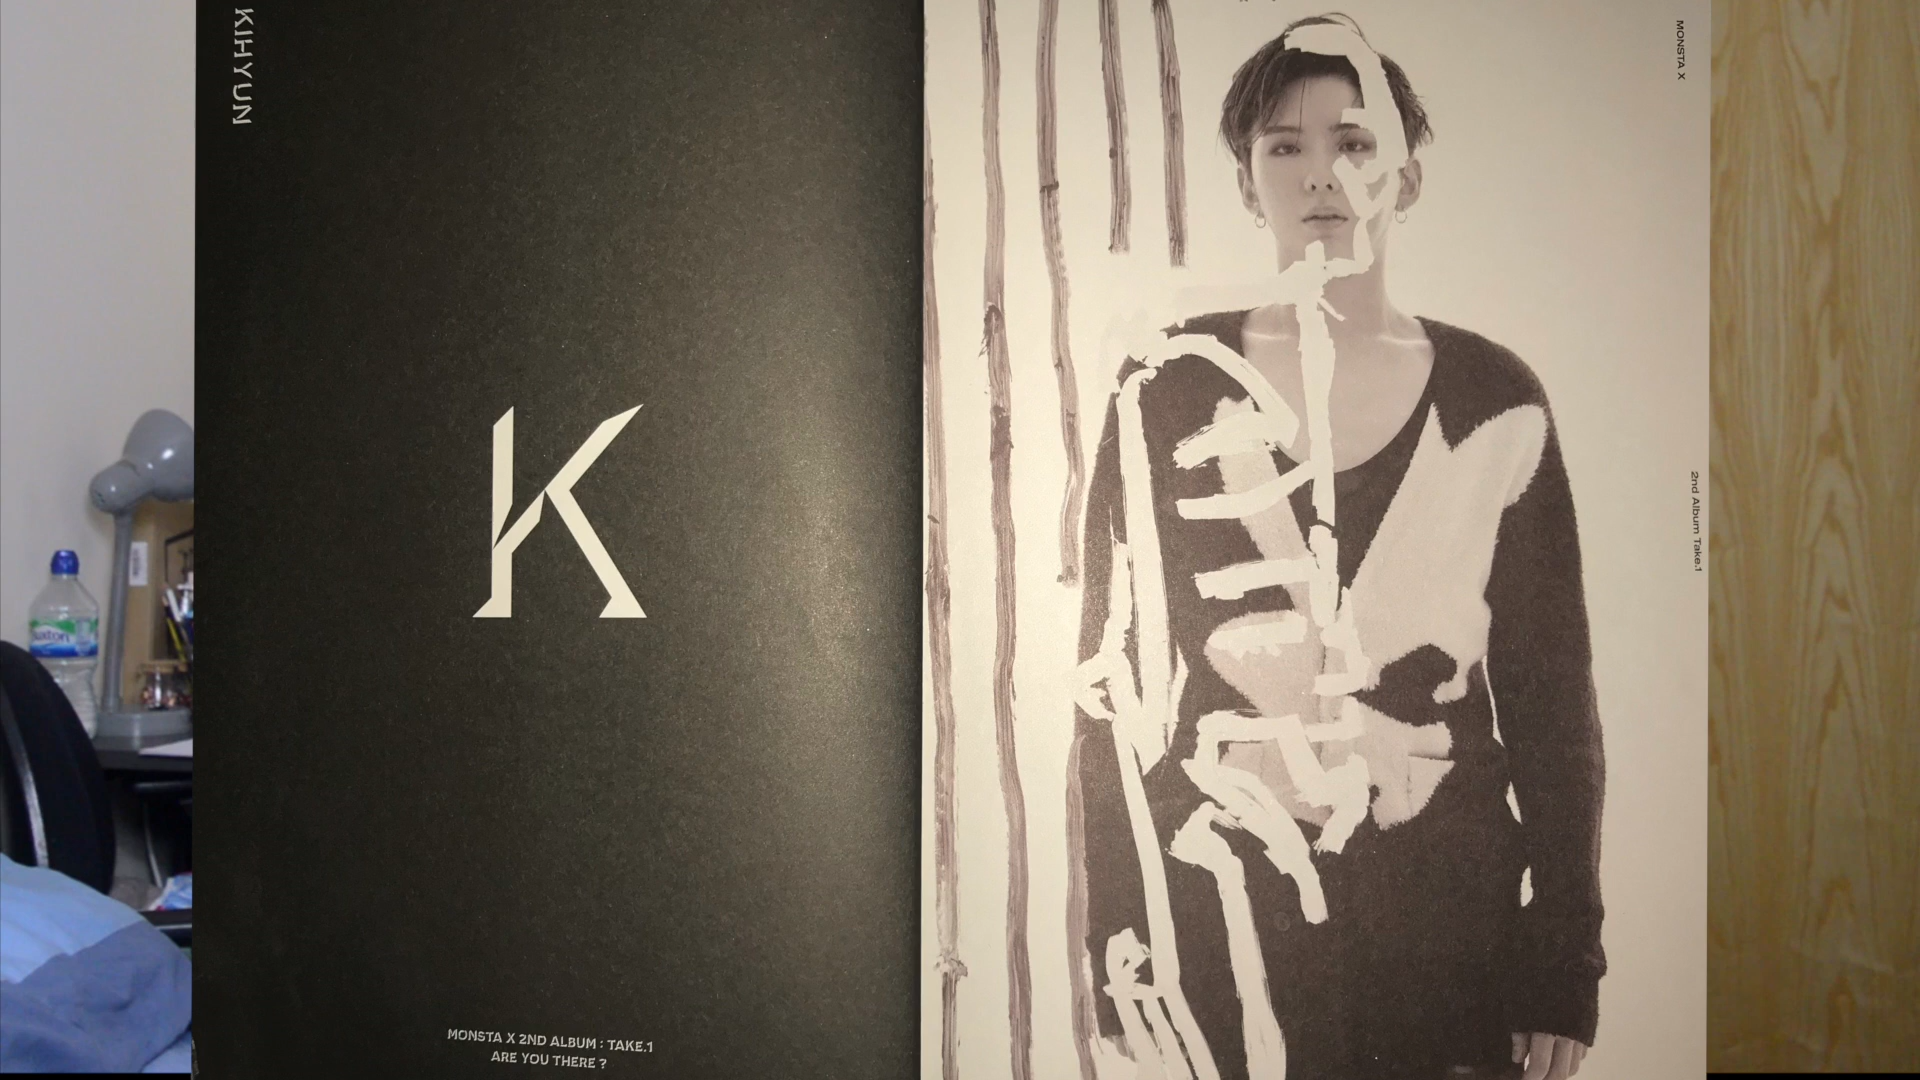 KIHYUN
K
MONSTA X 2ND ALBUM : TAKE.1
ARE YOU THERE ?
MONSTA X
2nd Album Take.1